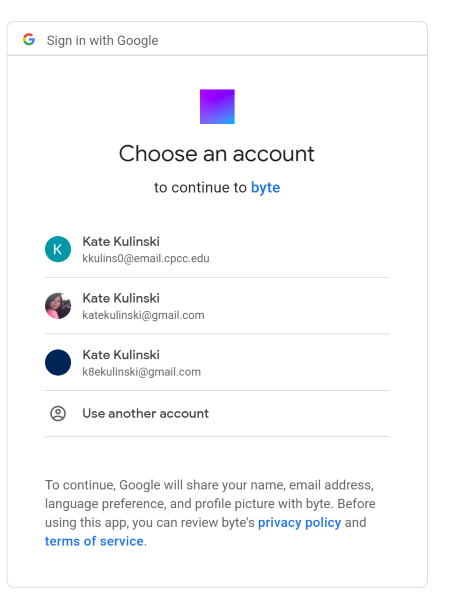 Sign in with Google
Choose an account
to continue to byte
K
Kate Kulinski
kkulins0@email.cpcc.edu
Kate Kulinski
katekulinski@gmail.com
Kate Kulinski
k8ekulinski@gmail.com
Use another account
To continue, Google will share your name, email address,
language preference, and profile picture with byte. Before
using this app, you can review byte's privacy policy and
terms of service.